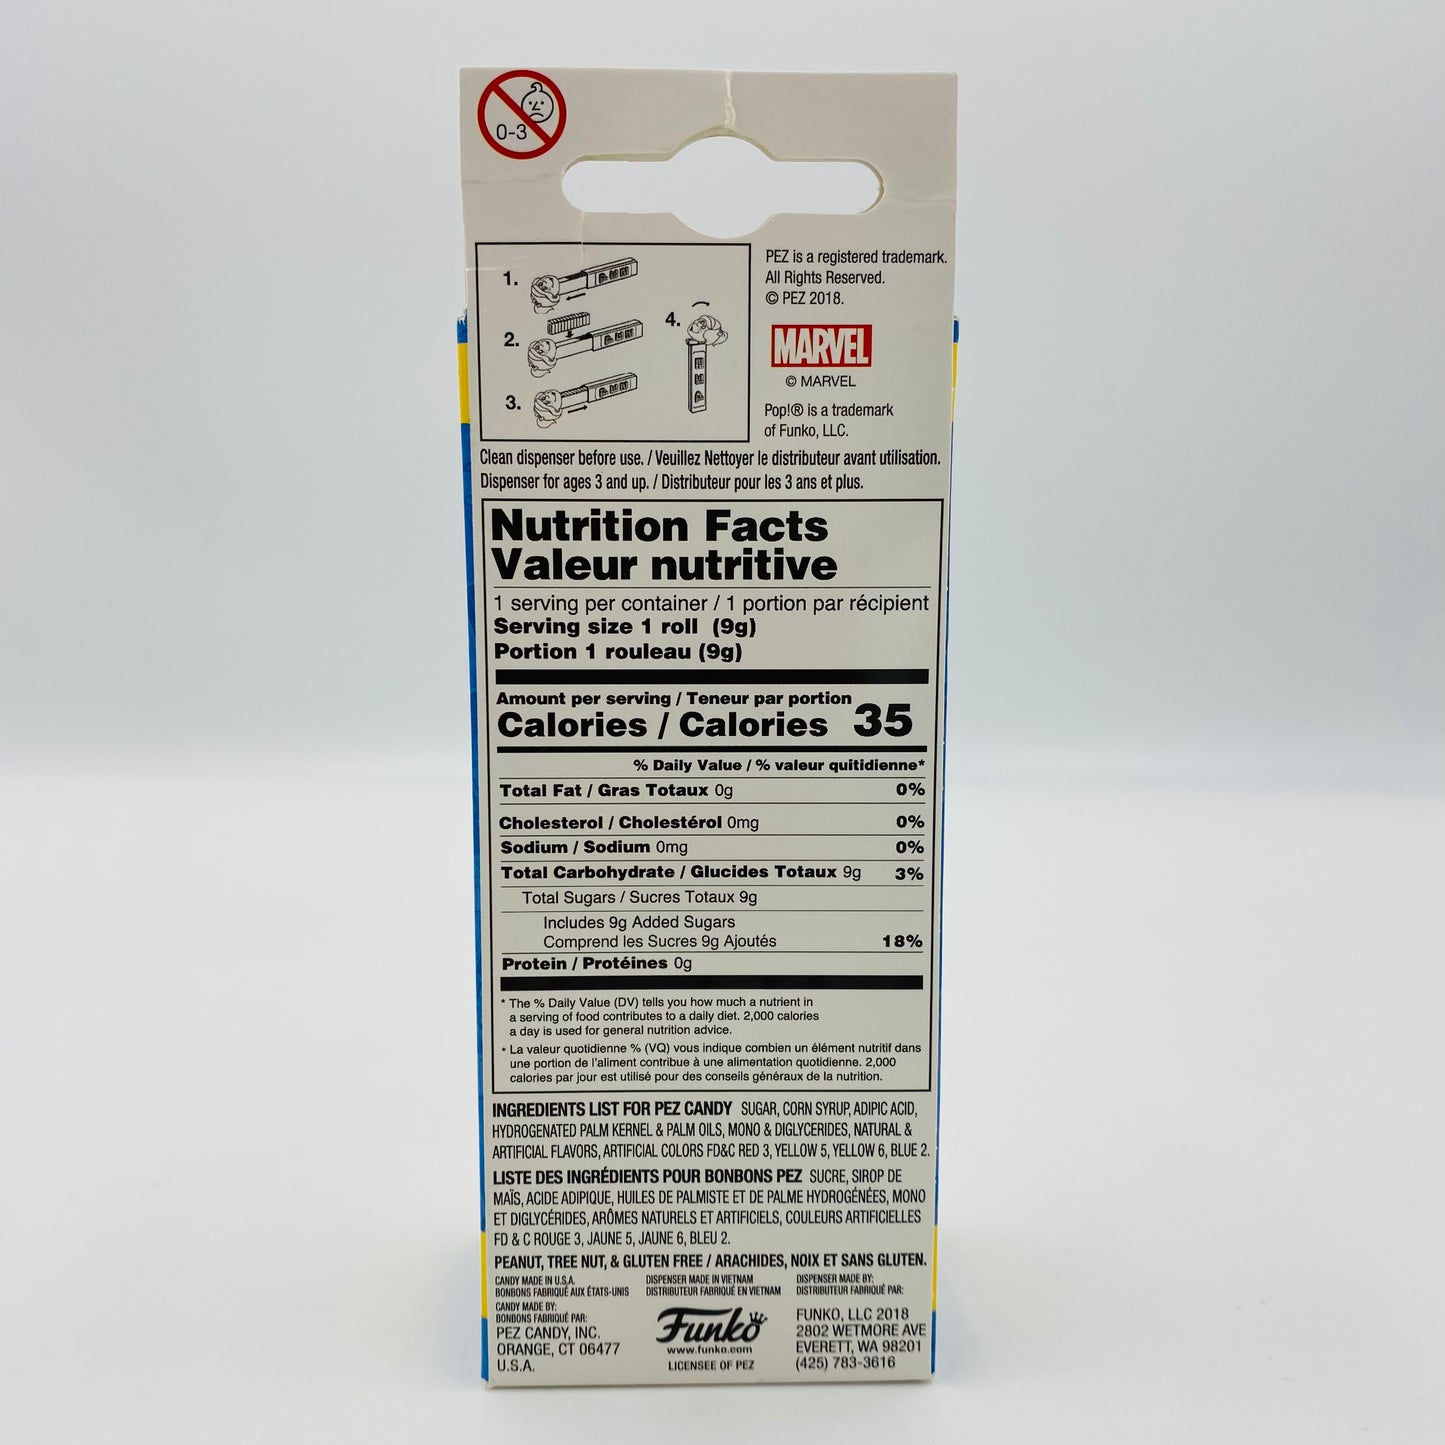 0-3
1.
2.
3.
4.
PEZ is a registered trademark.
All Rights Reserved.
© PEZ 2018.
MARVEL
© MARVEL
Pop!® is a trademark
of Funko, LLC.
Clean dispenser before use. / Veuillez Nettoyer le distributeur avant utilisation.
Dispenser for ages 3 and up. / Distributeur pour les 3 ans et plus.
Nutrition Facts
Valeur nutritive
1 serving per container / 1 portion par récipient
Serving size 1 roll (9g)
Portion 1 rouleau (9g)
Amount per serving / Teneur par portion
Calories / Calories 35
% Daily Value / % valeur quitidienne*
Total Fat / Gras Totaux 0g 0%
Cholesterol / Cholestérol 0mg 0%
Sodium / Sodium 0mg 0%
Total Carbohydrate / Glucides Totaux 9g 3%
Total Sugars / Sucres Totaux 9g
Includes 9g Added Sugars
Comprend les Sucres 9g Ajoutés 18%
Protein / Protéines 0g
* The % Daily Value (DV) tells you how much a nutrient in
a serving of food contributes to a daily diet. 2,000 calories
a day is used for general nutrition advice.
* La valeur quotidienne % (VQ) vous indique combien un élément nutritif dans
une portion de l'aliment contribue à une alimentation quotidienne. 2,000
calories par jour est utilisé pour des conseils généraux de la nutrition.
INGREDIENTS LIST FOR PEZ CANDY SUGAR, CORN SYRUP, ADIPIC ACID,
HYDROGENATED PALM KERNEL & PALM OILS, MONO & DIGLYCERIDES, NATURAL &
ARTIFICIAL FLAVORS, ARTIFICIAL COLORS FD&C RED 3, YELLOW 5, YELLOW 6, BLUE 2.
LISTE DES INGRÉDIENTS POUR BONBONS PEZ SUCRE, SIROP DE
MAÏS, ACIDE ADIPIQUE, HUILES DE PALMISTE ET DE PALME HYDROGÉNÉES, MONO
ET DIGLYCÉRIDES, ARÔMES NATURELS ET ARTIFICIELS, COULEURS ARTIFICIELLES
FD & C ROUGE 3, JAUNE 5, JAUNE 6, BLEU 2.
PEANUT, TREE NUT, & GLUTEN FREE / ARACHIDES, NOIX ET SANS GLUTEN.
CANDY MADE IN U.S.A.
BONBONS FABRIQUÉ AUX ÉTATS-UNIS
CANDY MADE BY:
BONBONS FABRIQUÉ PAR:
PEZ CANDY, INC.
ORANGE, CT 06477
U.S.A.
DISPENSER MADE IN VIETNAM
DISTRIBUTEUR FABRIQUÉ EN VIETNAM
Funko
www.funko.com
LICENSEE OF PEZ
DISPENSER MADE BY:
DISTRIBUTEUR FABRIQUÉ PAR:
FUNKO, LLC 2018
2802 WETMORE AVE
EVERETT, WA 98201
(425) 783-3616